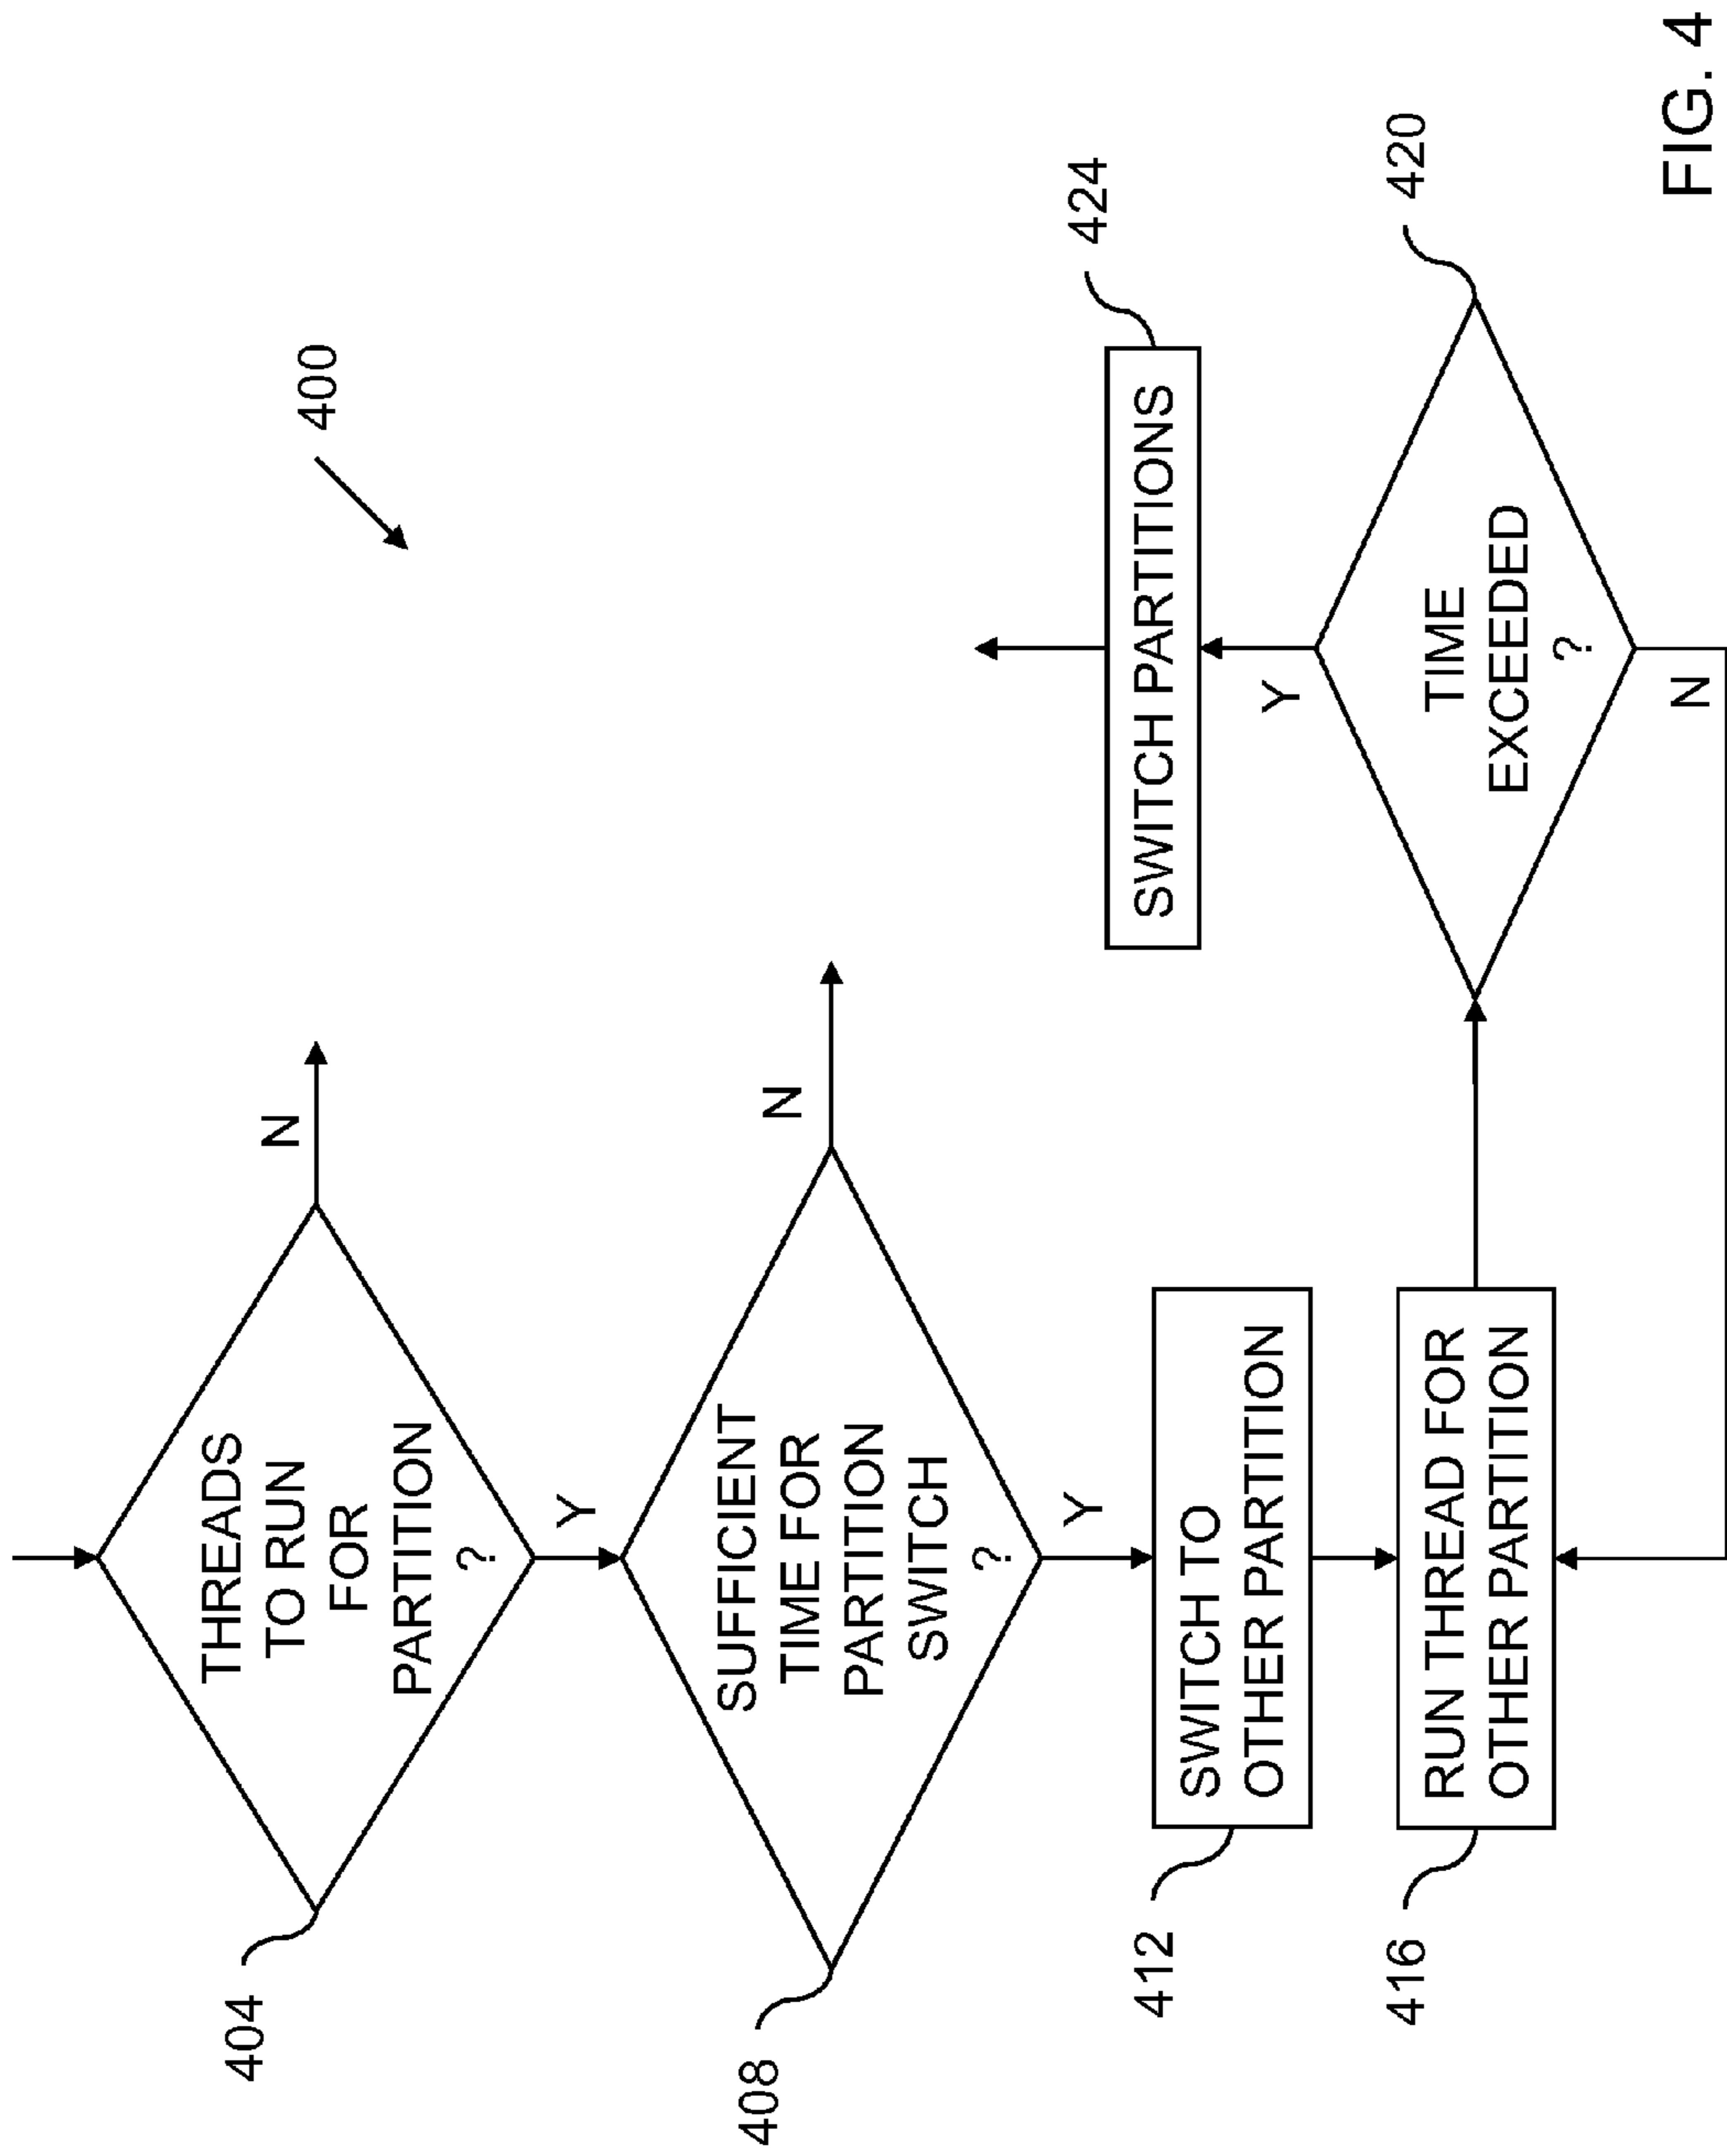 400
404
THREADS
TO RUN
FOR
PARTITION
?
N
Y
408
SUFFICIENT
TIME FOR
PARTITION
SWITCH
?
N
Y
412
SWITCH TO
OTHER PARTITION
416
RUN THREAD FOR
OTHER PARTITION
424
SWITCH PARTITIONS
Y
420
TIME
EXCEEDED
?
N
FIG. 4